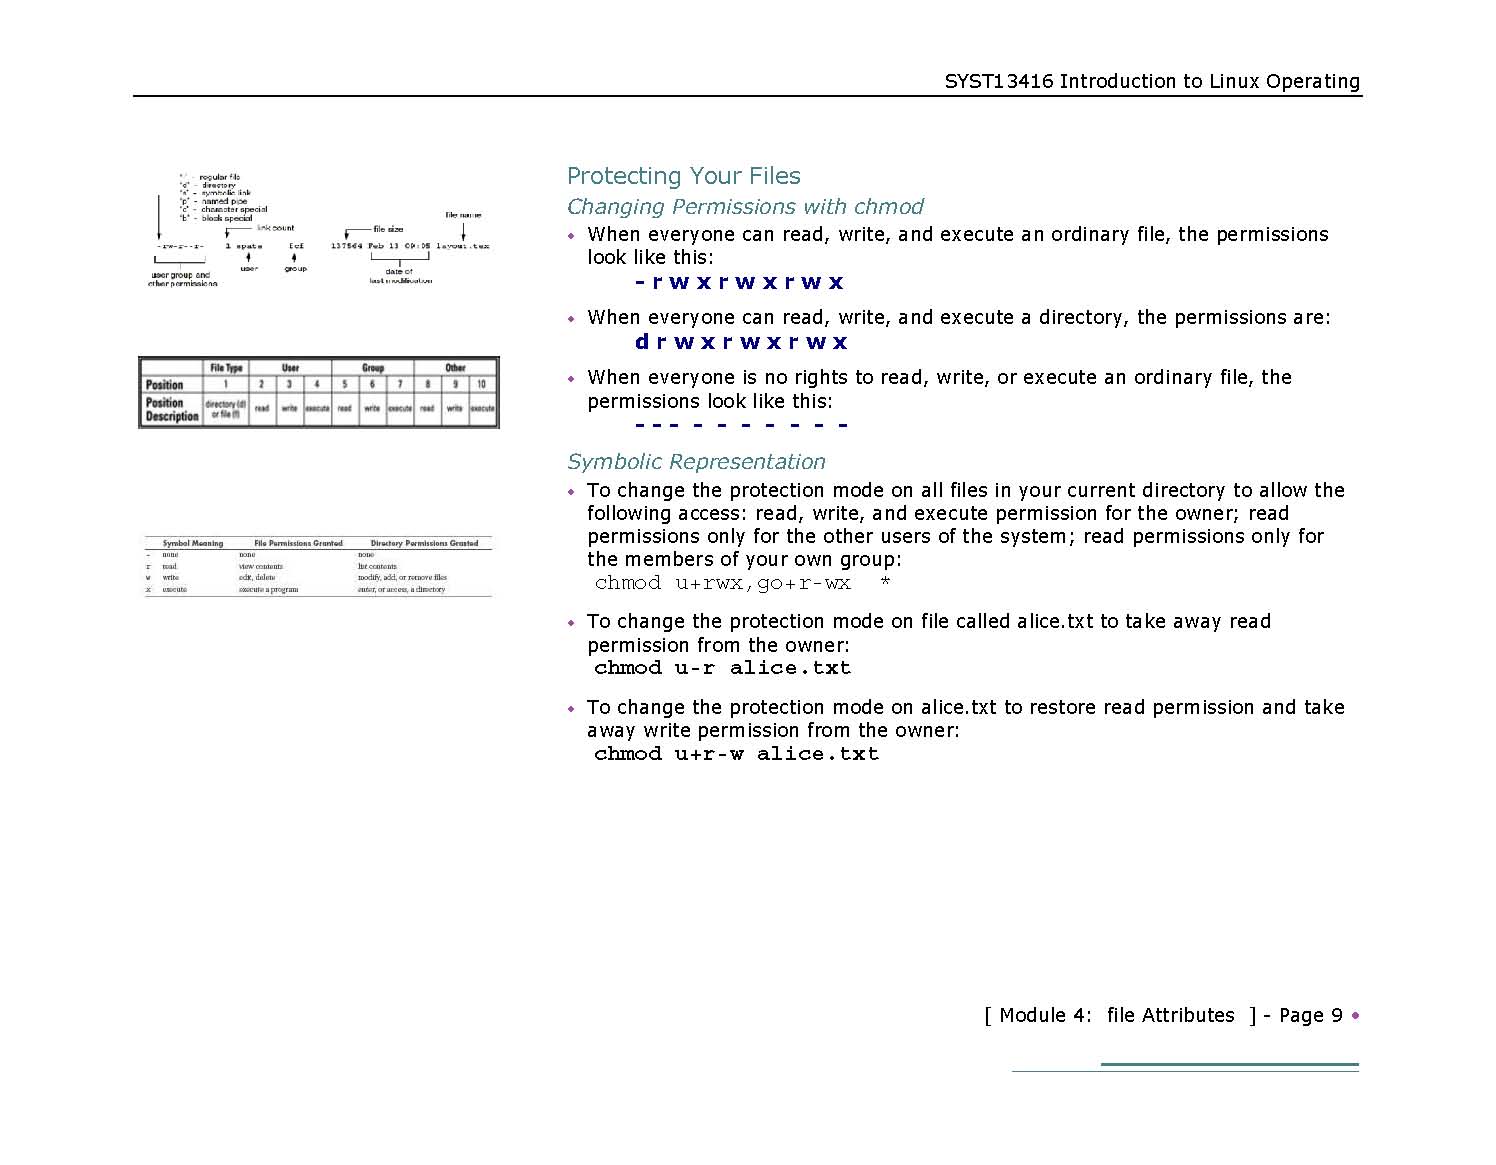 SYST13416 Introduction to Linux Operating
"-" - regular file
"d" - directory
"s" - symbolic link
"p" - named pipe
"c" - character special
"b" - block special
link count
file size
file name
-rw-r--r-
1 spats
fcf
137564 Feb 13 09:05 layout.tex
user group and
other permissions
user
group
date of
last modification
File Type User Group Other
Position 1 2 3 4 5 6 7 8 9 10
Position
Description
directory (d)
or file (f)
read write execute read write execute read write execute
Symbol Meaning File Permissions Granted Directory Permissions Granted
- none none none
r read view contents list contents
w write edit, delete modify, add, or remove files
x execute execute a program enter, or access, a directory
Protecting Your Files
Changing Permissions with chmod
• When everyone can read, write, and execute an ordinary file, the permissions
look like this:
- r w x r w x r w x
• When everyone can read, write, and execute a directory, the permissions are:
d r w x r w x r w x
• When everyone is no rights to read, write, or execute an ordinary file, the
permissions look like this:
- - - - - - - - - -
Symbolic Representation
• To change the protection mode on all files in your current directory to allow the
following access: read, write, and execute permission for the owner; read
permissions only for the other users of the system; read permissions only for
the members of your own group:
chmod u+rwx,go+r-wx *
• To change the protection mode on file called alice.txt to take away read
permission from the owner:
chmod u-r alice.txt
• To change the protection mode on alice.txt to restore read permission and take
away write permission from the owner:
chmod u+r-w alice.txt
[ Module 4: file Attributes ] - Page 9 •